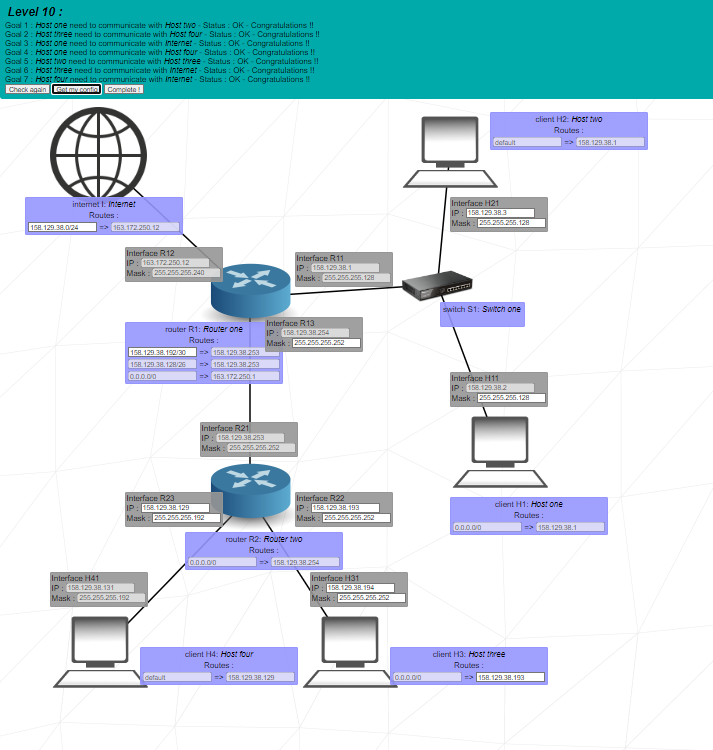 Level 10 :
Goal 1 : Host one need to communicate with Host two - Status : OK - Congratulations !!
Goal 2 : Host three need to communicate with Host four - Status : OK - Congratulations !!
Goal 3 : Host one need to communicate with Internet - Status : OK - Congratulations !!
Goal 4 : Host one need to communicate with Host four - Status : OK - Congratulations !!
Goal 5 : Host two need to communicate with Host three - Status : OK - Congratulations !!
Goal 6 : Host three need to communicate with Internet - Status : OK - Congratulations !!
Goal 7 : Host four need to communicate with Internet - Status : OK - Congratulations !!
Check again Get my config Complete !
client H2: Host two
Routes :
default => 158.129.38.1
internet I: Internet
Routes :
158.129.38.0/24 => 163.172.250.12
Interface H21
IP : 158.129.38.3
Mask : 255.255.255.128
Interface R12
IP : 163.172.250.12
Mask : 255.255.255.240
Interface R11
IP : 158.129.38.1
Mask : 255.255.255.128
switch S1: Switch one
router R1: Router one
Routes :
158.129.38.192/30 => 158.129.38.253
158.129.38.128/26 => 158.129.38.253
0.0.0.0/0 => 163.172.250.1
Interface R13
IP : 158.129.38.254
Mask : 255.255.255.252
Interface H11
IP : 158.129.38.2
Mask : 255.255.255.128
Interface R21
IP : 158.129.38.253
Mask : 255.255.255.252
client H1: Host one
Routes :
0.0.0.0/0 => 158.129.38.1
Interface R23
IP : 158.129.38.129
Mask : 255.255.255.192
Interface R22
IP : 158.129.38.193
Mask : 255.255.255.252
router R2: Router two
Routes :
0.0.0.0/0 => 158.129.38.254
Interface H41
IP : 158.129.38.131
Mask : 255.255.255.192
Interface H31
IP : 158.129.38.194
Mask : 255.255.255.252
client H4: Host four
Routes :
default => 158.129.38.129
client H3: Host three
Routes :
0.0.0.0/0 => 158.129.38.193